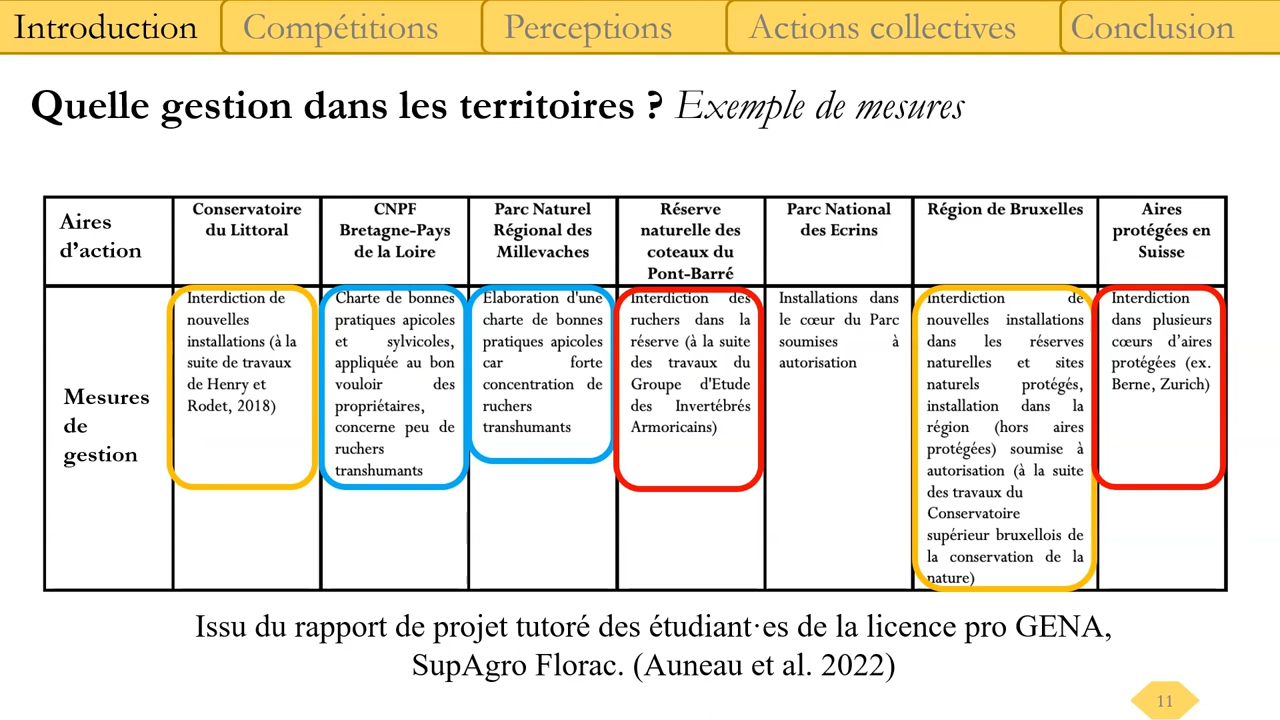 Introduction
Compétitions
Perceptions
Actions collectives
Conclusion
Quelle gestion dans les territoires ? Exemple de mesures
Aires
d'action
Conservatoire
du Littoral
CNPF
Bretagne-Pays
de la Loire
Parc Naturel
Régional des
Millevaches
Réserve
naturelle des
coteaux du
Pont-Barré
Parc National
des Ecrins
Région de Bruxelles
Aires
protégées en
Suisse
Mesures
de
gestion
Interdiction de
nouvelles
installations (à la
suite de travaux
de Henry et
Rodet, 2018)
Charte de bonnes
pratiques apicoles
et sylvicoles,
appliquée au bon
vouloir des
propriétaires,
concerne peu de
ruchers
transhumants
Elaboration d'une
charte de bonnes
pratiques apicoles
car forte
concentration de
ruchers
transhumants
Interdiction des
ruchers dans la
réserve (à la suite
des travaux du
Groupe d'Etude
des Invertébrés
Armoricains)
Installations dans
le cœur du Parc
soumises à
autorisation
Interdiction de
nouvelles installations
dans les réserves
naturelles et sites
naturels protégés,
installation dans la
région (hors aires
protégées) soumise à
autorisation (à la suite
des travaux du
Conservatoire
supérieur bruxellois de
la conservation de la
nature)
Interdiction
dans plusieurs
cœurs d'aires
protégées (ex.
Berne, Zurich)
Issu du rapport de projet tutoré des étudiant·es de la licence pro GENA,
SupAgro Florac. (Auneau et al. 2022)
11